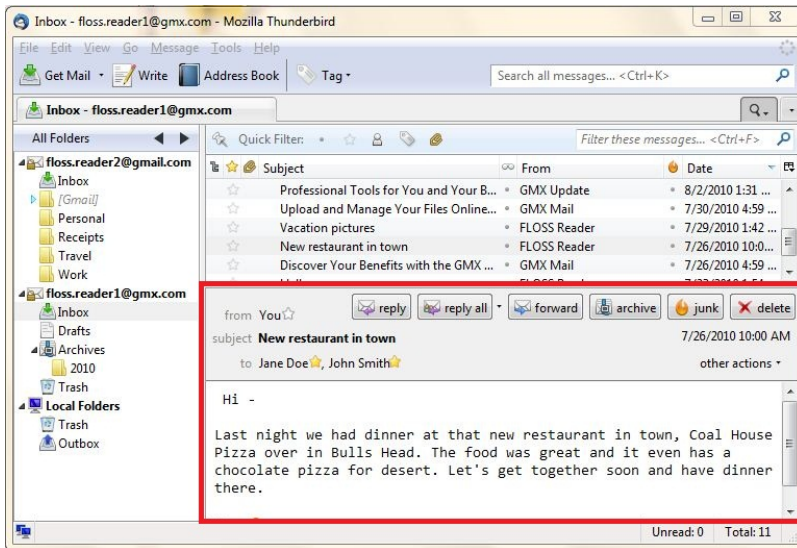 Inbox - floss.reader1@gmx.com - Mozilla Thunderbird
File Edit View Go Message Tools Help
Get Mail Write Address Book Tag Search all messages... <Ctrl+K>
Inbox - floss.reader1@gmx.com
All Folders Quick Filter: Filter these messages... <Ctrl+F>
floss.reader2@gmail.com
Inbox
[Gmail]
Personal
Receipts
Travel
Work
floss.reader1@gmx.com
Inbox
Drafts
Archives
2010
Trash
Local Folders
Trash
Outbox
Subject From Date
Professional Tools for You and Your B... GMX Update 8/2/2010 1:31 ...
Upload and Manage Your Files Online... GMX Mail 7/30/2010 4:59 ...
Vacation pictures FLOSS Reader 7/29/2010 1:42 ...
New restaurant in town FLOSS Reader 7/26/2010 10:0...
Discover Your Benefits with the GMX ... GMX Mail 7/26/2010 4:59 ...
from You reply reply all forward archive junk delete
subject New restaurant in town 7/26/2010 10:00 AM
to Jane Doe, John Smith other actions
Hi -
Last night we had dinner at that new restaurant in town, Coal House
Pizza over in Bulls Head. The food was great and it even has a
chocolate pizza for desert. Let's get together soon and have dinner
there.
Unread: 0 Total: 11